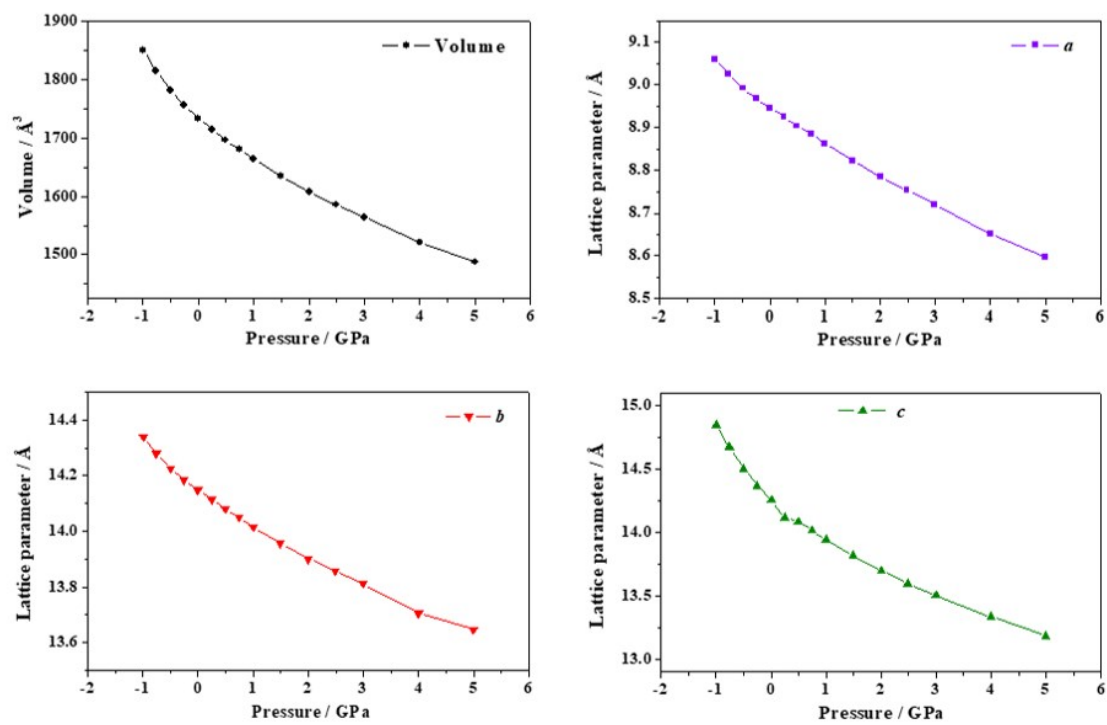 1900
1800
1700
1600
1500
Volume / Å³
Volume
-2 -1 0 1 2 3 4 5 6
Pressure / GPa
9.1
9.0
8.9
8.8
8.7
8.6
8.5
Lattice parameter / Å
a
-2 -1 0 1 2 3 4 5 6
Pressure / GPa
14.4
14.2
14.0
13.8
13.6
Lattice parameter / Å
b
-2 -1 0 1 2 3 4 5 6
Pressure / GPa
15.0
14.5
14.0
13.5
13.0
Lattice parameter / Å
c
-2 -1 0 1 2 3 4 5 6
Pressure / GPa